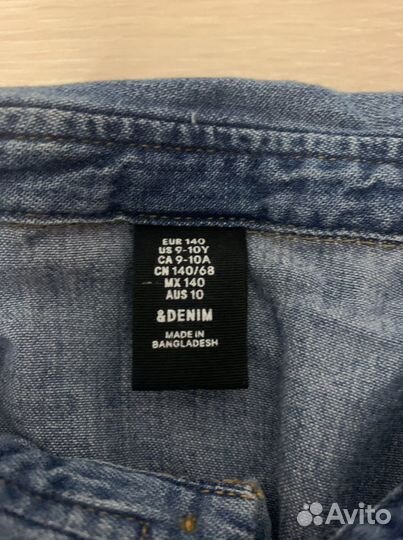 EUR 140
US 9-10Y
CA 9-10A
CN 140/68
MX 140
AUS 10
&DENIM
MADE IN
BANGLADESH
Avito